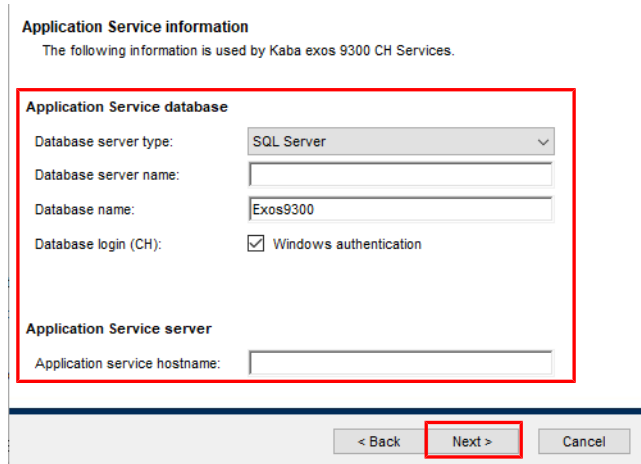 Application Service information
The following information is used by Kaba exos 9300 CH Services.
Application Service database
Database server type: SQL Server
Database server name:
Database name: Exos9300
Database login (CH): Windows authentication
Application Service server
Application service hostname:
< Back Next > Cancel